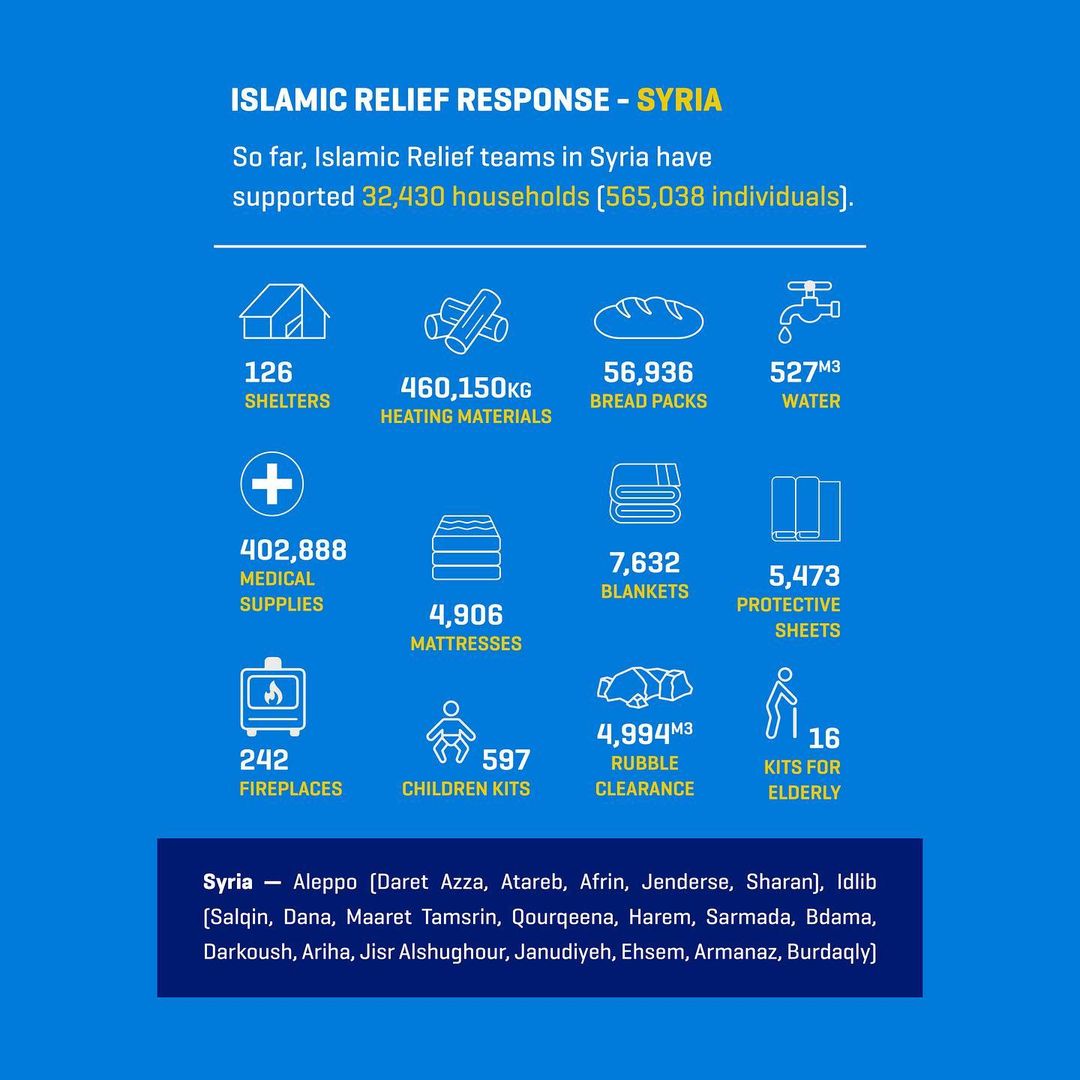 ISLAMIC RELIEF RESPONSE - SYRIA
So far, Islamic Relief teams in Syria have
supported 32,430 households (565,038 individuals).
126
SHELTERS
460,150KG
HEATING MATERIALS
56,936
BREAD PACKS
527M3
WATER
402,888
MEDICAL
SUPPLIES
4,906
MATTRESSES
7,632
BLANKETS
5,473
PROTECTIVE
SHEETS
242
FIREPLACES
597
CHILDREN KITS
4,994M3
RUBBLE
CLEARANCE
16
KITS FOR
ELDERLY
Syria — Aleppo (Daret Azza, Atareb, Afrin, Jenderse, Sharan), Idlib
(Salqin, Dana, Maaret Tamsrin, Qourqeena, Harem, Sarmada, Bdama,
Darkoush, Ariha, Jisr Alshughour, Janudiyeh, Ehsem, Armanaz, Burdaqly)